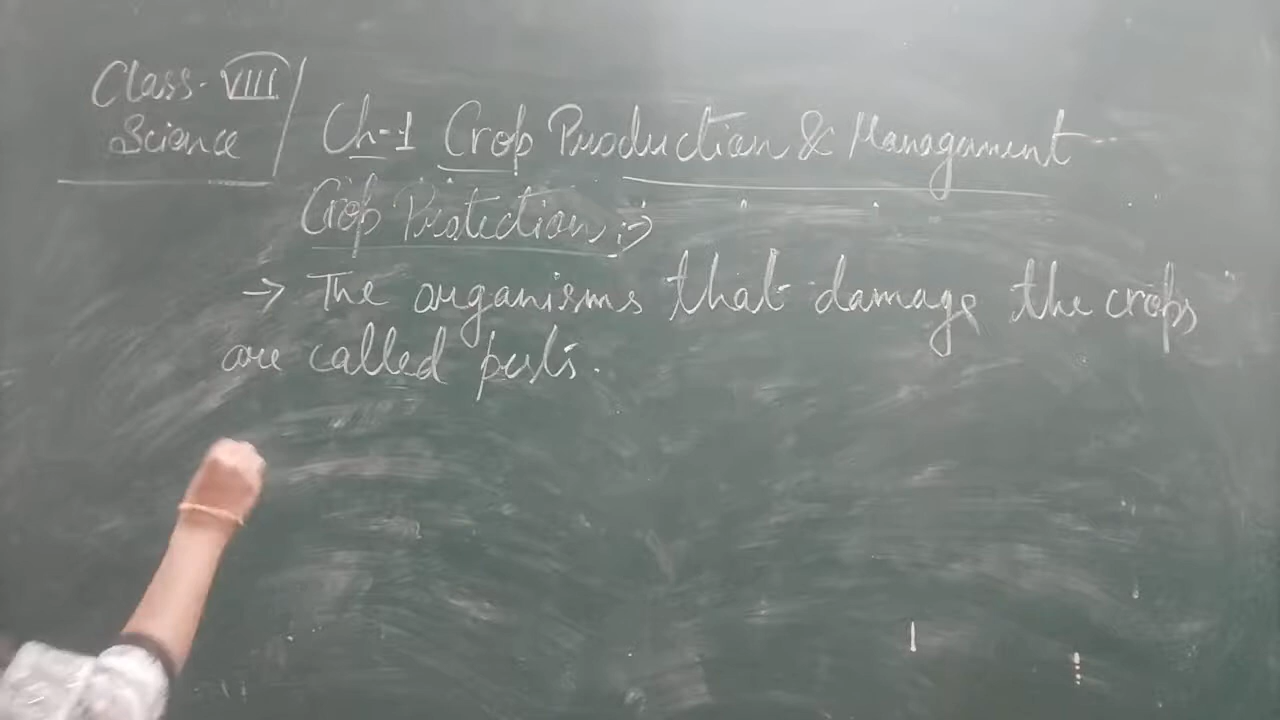 Class-VIII
Science
Ch-1 Crop Production & Management
Crop Protection :->
→ The organisms that damage the crops
are called pests.